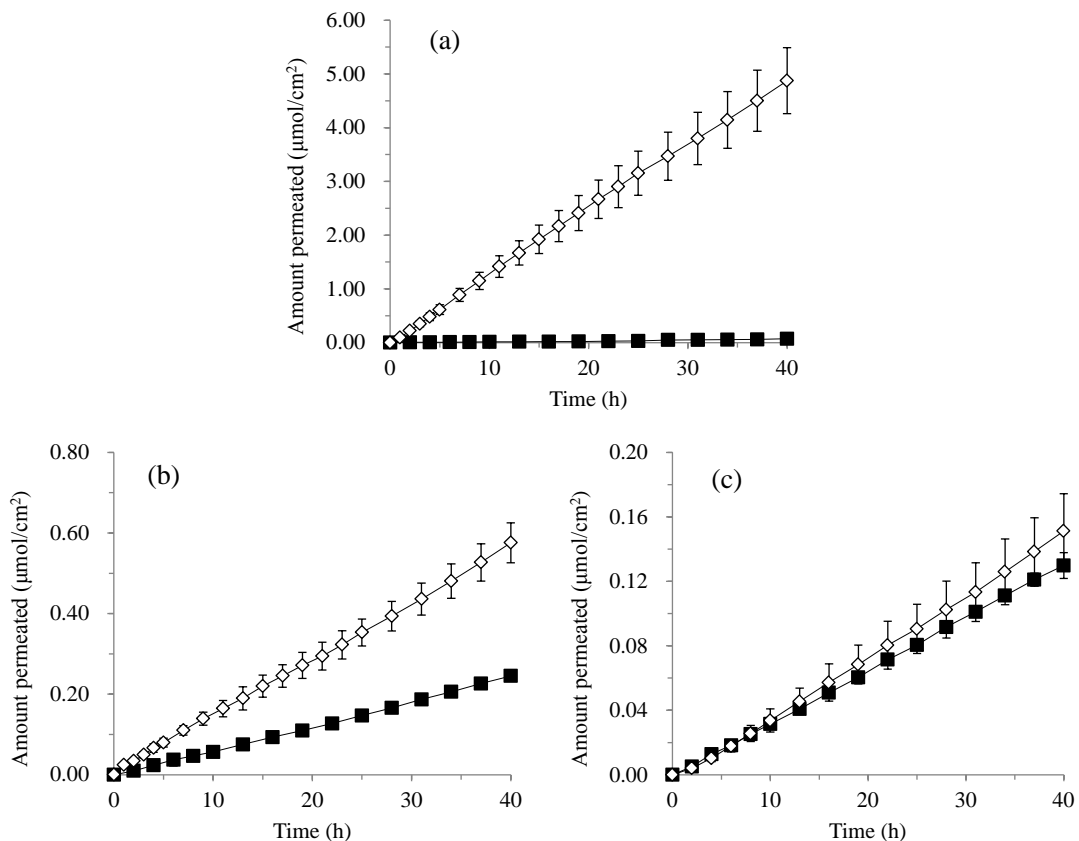 (a)
Amount permeated (μmol/cm²)
6.00
5.00
4.00
3.00
2.00
1.00
0.00
0 10 20 30 40
Time (h)
(b)
Amount permeated (μmol/cm²)
0.80
0.60
0.40
0.20
0.00
0 10 20 30 40
Time (h)
(c)
Amount permeated (μmol/cm²)
0.20
0.16
0.12
0.08
0.04
0.00
0 10 20 30 40
Time (h)